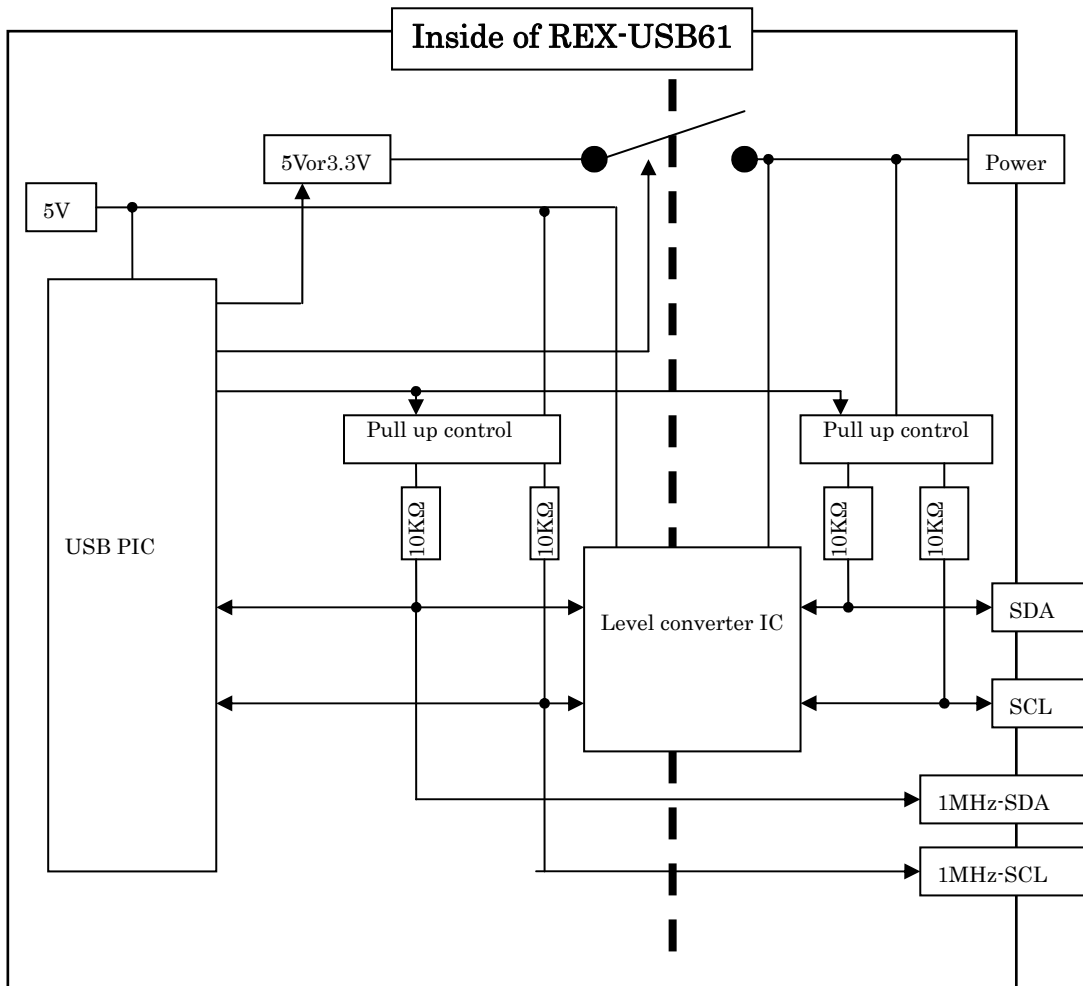 Inside of REX-USB61
5Vor3.3V
Power
5V
Pull up control
Pull up control
10KΩ
10KΩ
10KΩ
10KΩ
USB PIC
Level converter IC
SDA
SCL
1MHz-SDA
1MHz-SCL